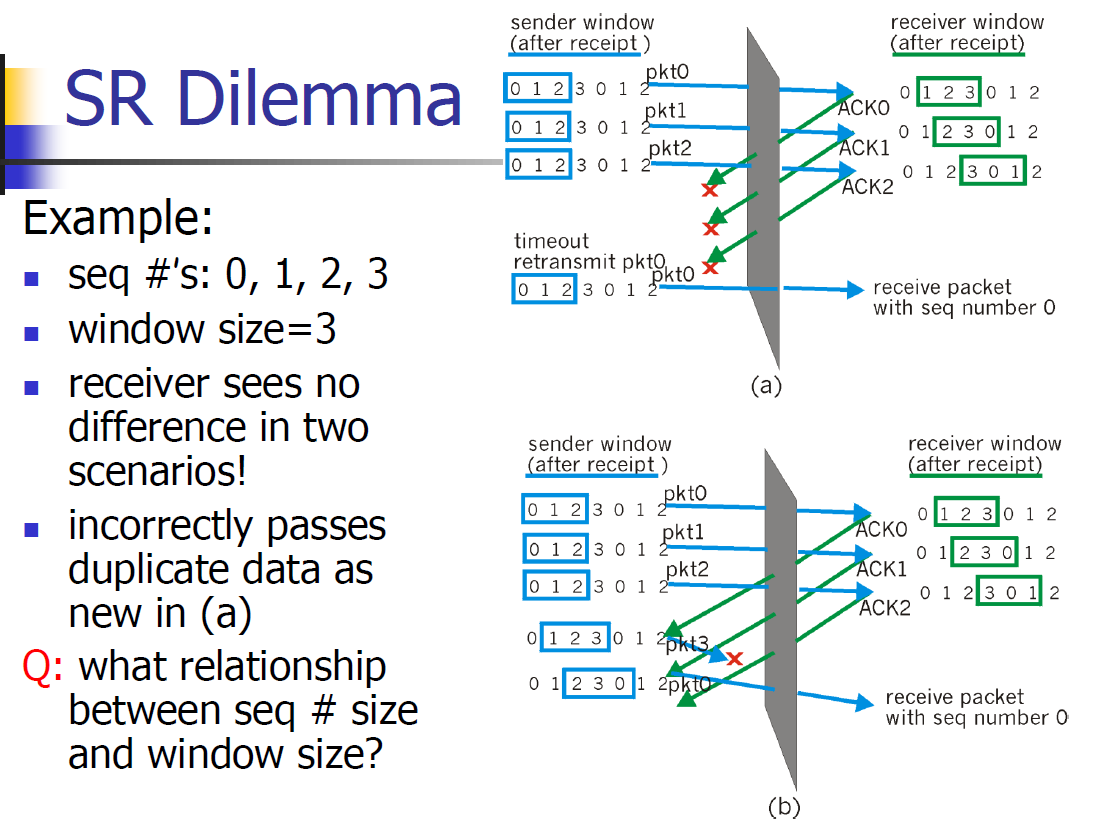 SR Dilemma
Example:
seq #'s: 0, 1, 2, 3
window size=3
receiver sees no
difference in two
scenarios!
incorrectly passes
duplicate data as
new in (a)
Q: what relationship
between seq # size
and window size?
sender window
(after receipt )
receiver window
(after receipt)
0 1 2 3 0 1 2
pkt0
ACK0
0 1 2 3 0 1 2
0 1 2 3 0 1 2
pkt1
ACK1
0 1 2 3 0 1 2
0 1 2 3 0 1 2
pkt2
ACK2
0 1 2 3 0 1 2
timeout
retransmit pkt0
0 1 2 3 0 1 2
pkt0
receive packet
with seq number 0
(a)
sender window
(after receipt )
receiver window
(after receipt)
0 1 2 3 0 1 2
pkt0
ACK0
0 1 2 3 0 1 2
0 1 2 3 0 1 2
pkt1
ACK1
0 1 2 3 0 1 2
0 1 2 3 0 1 2
pkt2
ACK2
0 1 2 3 0 1 2
0 1 2 3 0 1 2
pkt3
0 1 2 3 0 1 2
pkt0
receive packet
with seq number 0
(b)